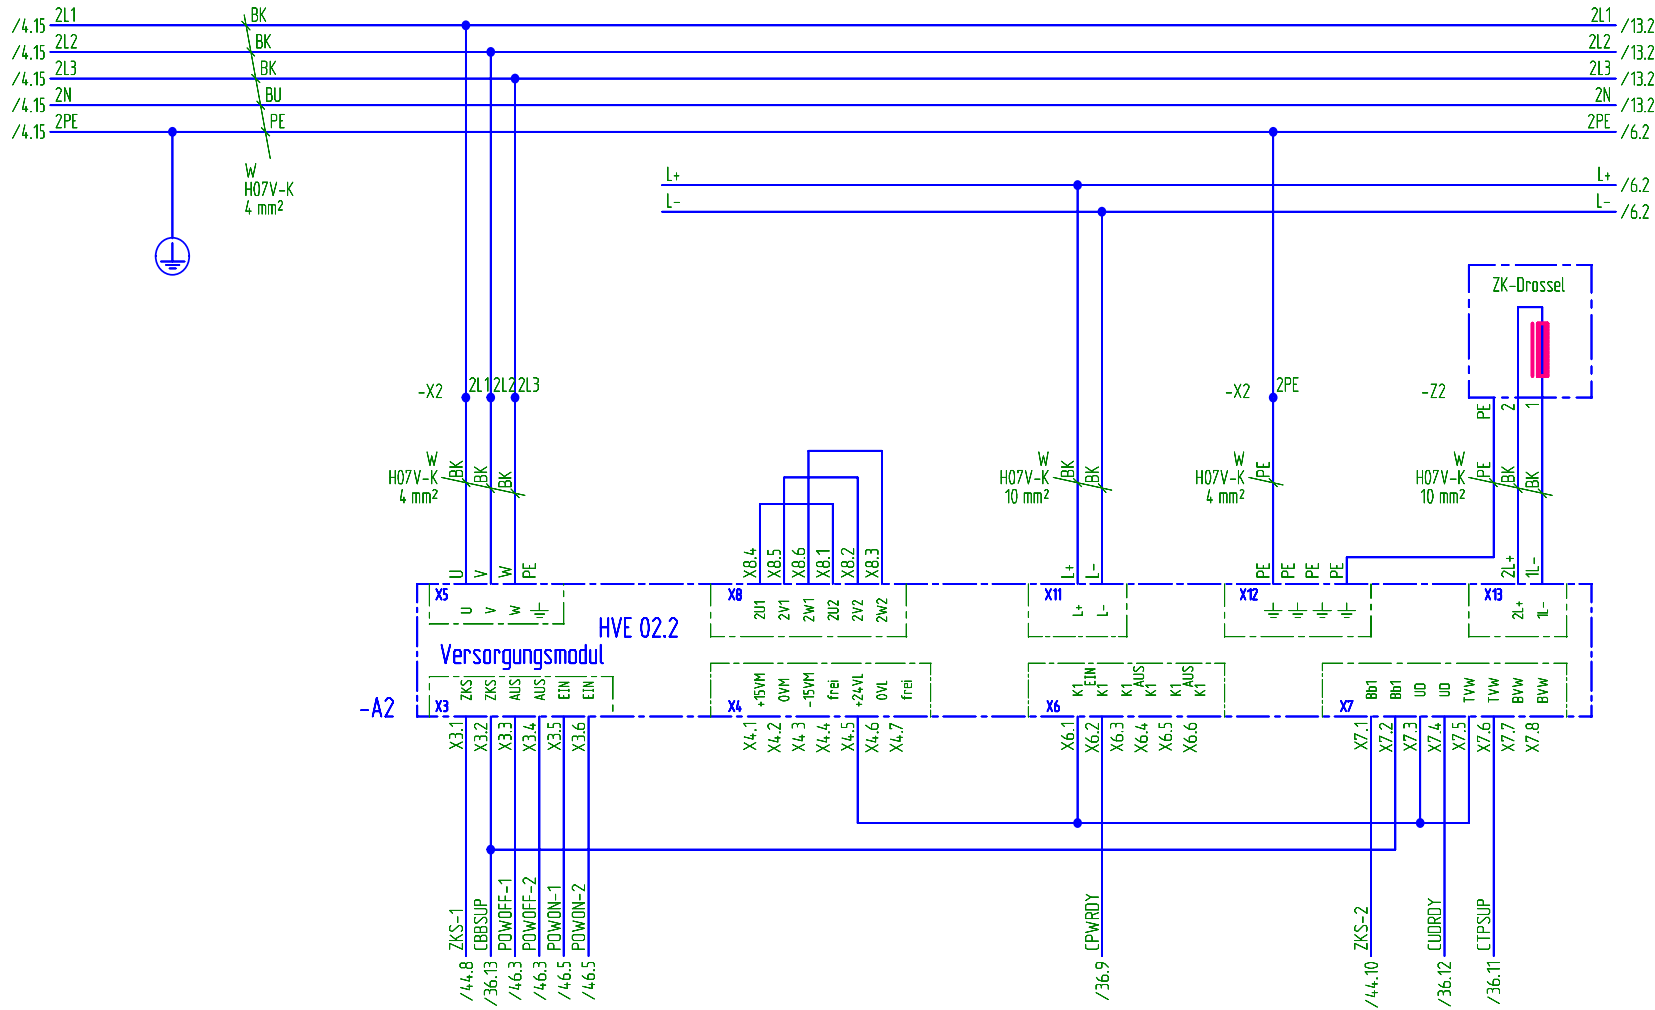 /4.15 2L1 BK 2L1 /13.2
/4.15 2L2 BK 2L2 /13.2
/4.15 2L3 BK 2L3 /13.2
/4.15 2N BU 2N /13.2
/4.15 2PE PE 2PE /6.2
W
H07V-K
4 mm²
L+ L+ /6.2
L- L- /6.2
ZK-Drossel
-X2 2L1 2L2 2L3
-X2 2PE
-Z2 PE 2 1
W
H07V-K
4 mm²
BK BK BK
W
H07V-K
10 mm²
BK BK
W
H07V-K
4 mm²
PE
W
H07V-K
10 mm²
PE BK BK
U V W PE
X8.4 X8.5 X8.6 X8.1 X8.2 X8.3
L+ L-
PE PE PE PE
2L+ 1L-
X5 U V W
X8 2U1 2V1 2W1 2U2 2V2 2W2
X11 L+ L-
X12
X13 2L+ 1L-
HVE 02.2
Versorgungsmodul
-A2
X3 ZKS ZKS AUS AUS EIN EIN
X4 +15VM 0VM -15VM frei +24VL 0VL frei
X6 K1 EIN K1 K1 AUS K1 K1 AUS K1
X7 Bb1 Bb1 UD UD TVW TVW BVW BVW
X3.1 X3.2 X3.3 X3.4 X3.5 X3.6
X4.1 X4.2 X4 3 X4.4 X4.5 X4.6 X4.7
X6.1 X6.2 X6.3 X6.4 X6.5 X6.6
X7.1 X7.2 X7.3 X7.4 X7.5 X7.6 X7.7 X7.8
ZKS-1 CBBSUP POWOFF-1 POWOFF-2 POWON-1 POWON-2 CPWRDY ZKS-2 CUDRDY CTPSUP
/44.8 /36.13 /46.3 /46.3 /46.5 /46.5 /36.9 /44.10 /36.12 /36.11